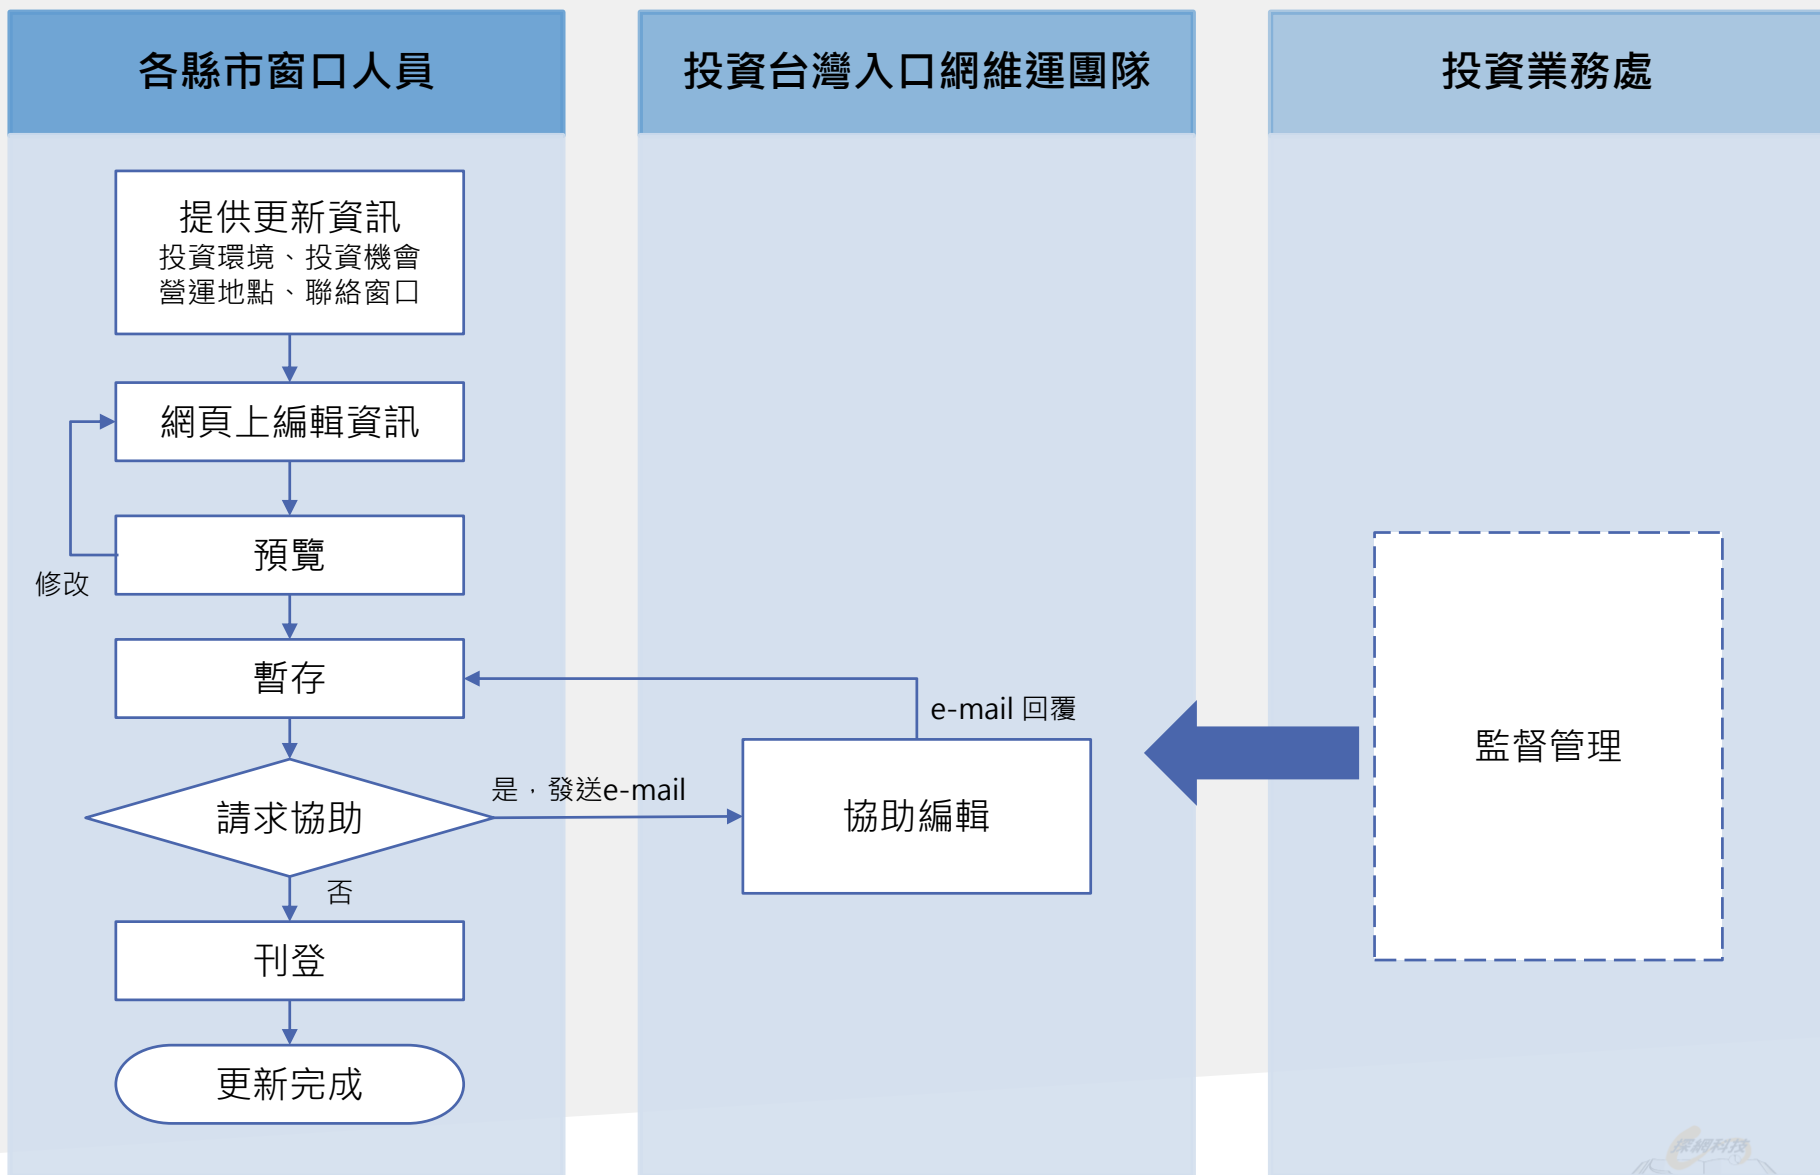 各縣市窗口人員
投資台灣入口網維運團隊
投資業務處
提供更新資訊
投資環境、投資機會
營運地點、聯絡窗口
網頁上編輯資訊
預覽
修改
暫存
e-mail 回覆
監督管理
是，發送e-mail
請求協助
協助編輯
否
刊登
更新完成
探網科技